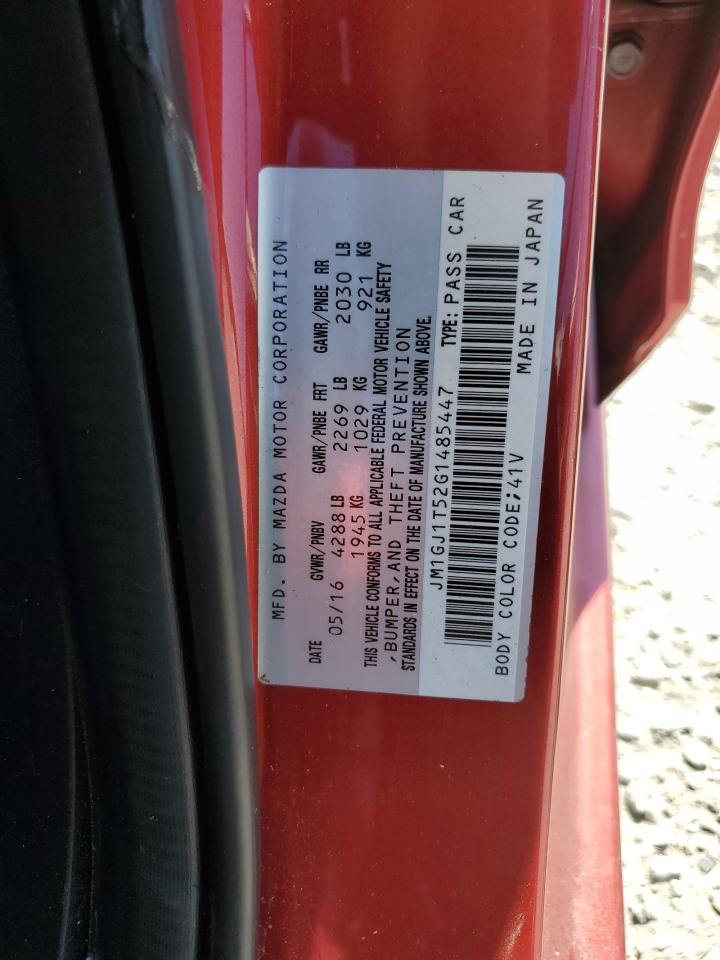 MFD. BY MAZDA MOTOR CORPORATION
DATE GVWR/PNBV GAWR/PNBE FRT GAWR/PNBE RR
05/16 4288 LB 2269 LB 2030 LB
1945 KG 1029 KG 921 KG
THIS VEHICLE CONFORMS TO ALL APPLICABLE FEDERAL MOTOR VEHICLE SAFETY
,BUMPER,AND THEFT PREVENTION
STANDARDS IN EFFECT ON THE DATE OF MANUFACTURE SHOWN ABOVE.
JM1GJ1T52G1485447 TYPE: PASS CAR
BODY COLOR CODE;41V MADE IN JAPAN